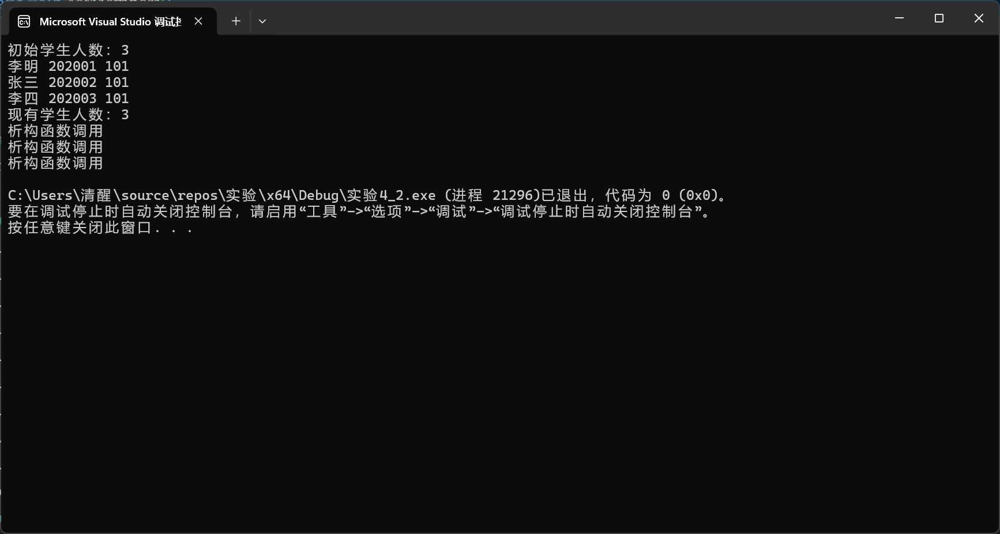 Microsoft Visual Studio 调试
初始学生人数: 3
李明 202001 101
张三 202002 101
李四 202003 101
现有学生人数: 3
析构函数调用
析构函数调用
析构函数调用
C:\Users\清醒\source\repos\实验\x64\Debug\实验4_2.exe (进程 21296)已退出，代码为 0 (0x0)。
要在调试停止时自动关闭控制台，请启用“工具”->“选项”->“调试”->“调试停止时自动关闭控制台”。
按任意键关闭此窗口. . .